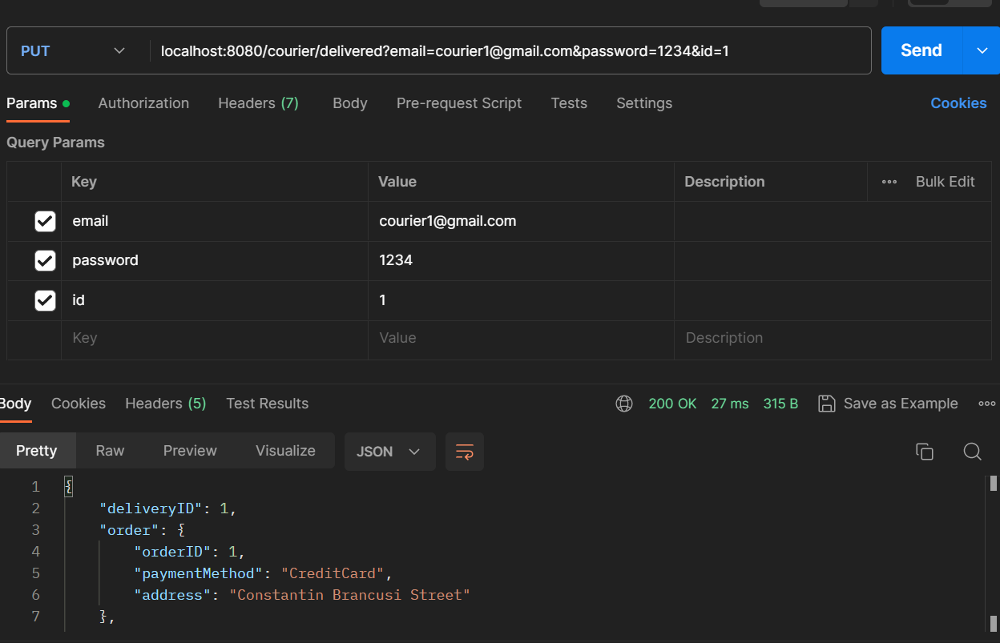 PUT localhost:8080/courier/delivered?email=courier1@gmail.com&password=1234&id=1 Send
Params Authorization Headers (7) Body Pre-request Script Tests Settings Cookies
Query Params
Key Value Description ••• Bulk Edit
email courier1@gmail.com
password 1234
id 1
Key Value Description
Body Cookies Headers (5) Test Results 200 OK 27 ms 315 B Save as Example
Pretty Raw Preview Visualize JSON
1 {
2 "deliveryID": 1,
3 "order": {
4 "orderID": 1,
5 "paymentMethod": "CreditCard",
6 "address": "Constantin Brancusi Street"
7 },